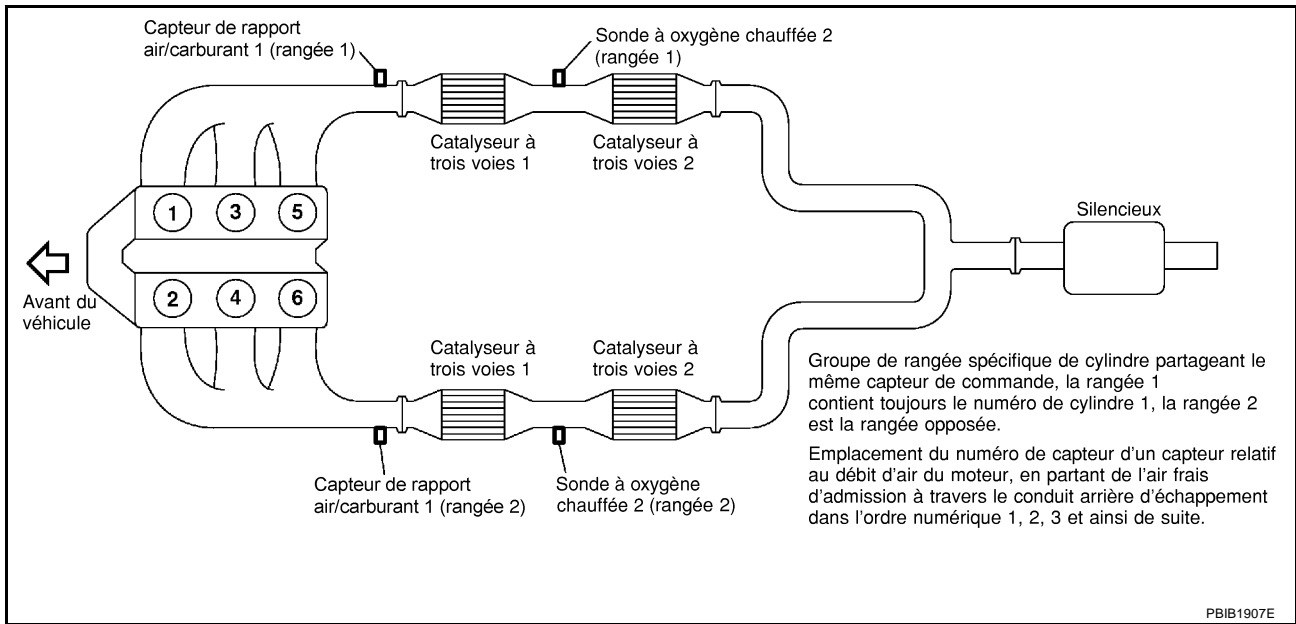 Capteur de rapport
air/carburant 1 (rangée 1)
Sonde à oxygène chauffée 2
(rangée 1)
Catalyseur à
trois voies 1
Catalyseur à
trois voies 2
1
3
5
Silencieux
Avant du
véhicule
2
4
6
Catalyseur à
trois voies 1
Catalyseur à
trois voies 2
Groupe de rangée spécifique de cylindre partageant le
même capteur de commande, la rangée 1
contient toujours le numéro de cylindre 1, la rangée 2
est la rangée opposée.
Emplacement du numéro de capteur d'un capteur relatif
au débit d'air du moteur, en partant de l'air frais
d'admission à travers le conduit arrière d'échappement
dans l'ordre numérique 1, 2, 3 et ainsi de suite.
Capteur de rapport
air/carburant 1 (rangée 2)
Sonde à oxygène
chauffée 2 (rangée 2)
PBIB1907E